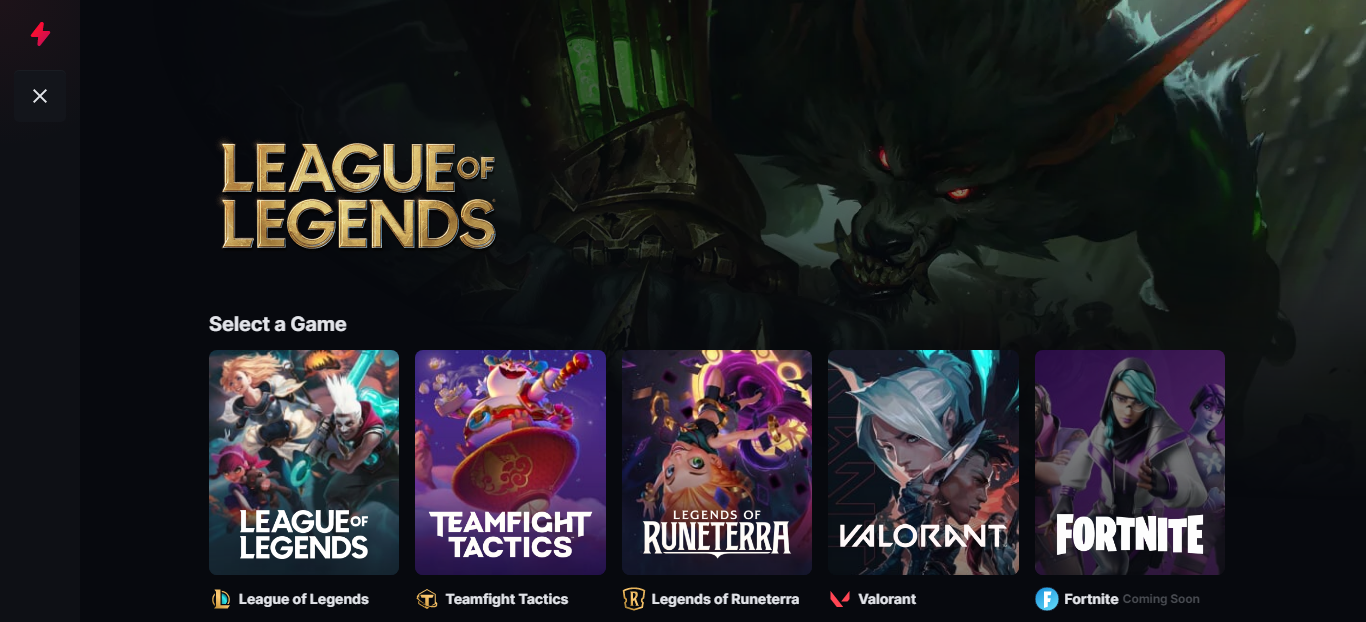 LEAGUE OF
LEGENDS
Select a Game
LEAGUE OF
LEGENDS
TEAMFIGHT
TACTICS
LEGENDS OF
RUNETERRA
VALORANT
FORTNITE
League of Legends
Teamfight Tactics
Legends of Runeterra
Valorant
Fortnite Coming Soon